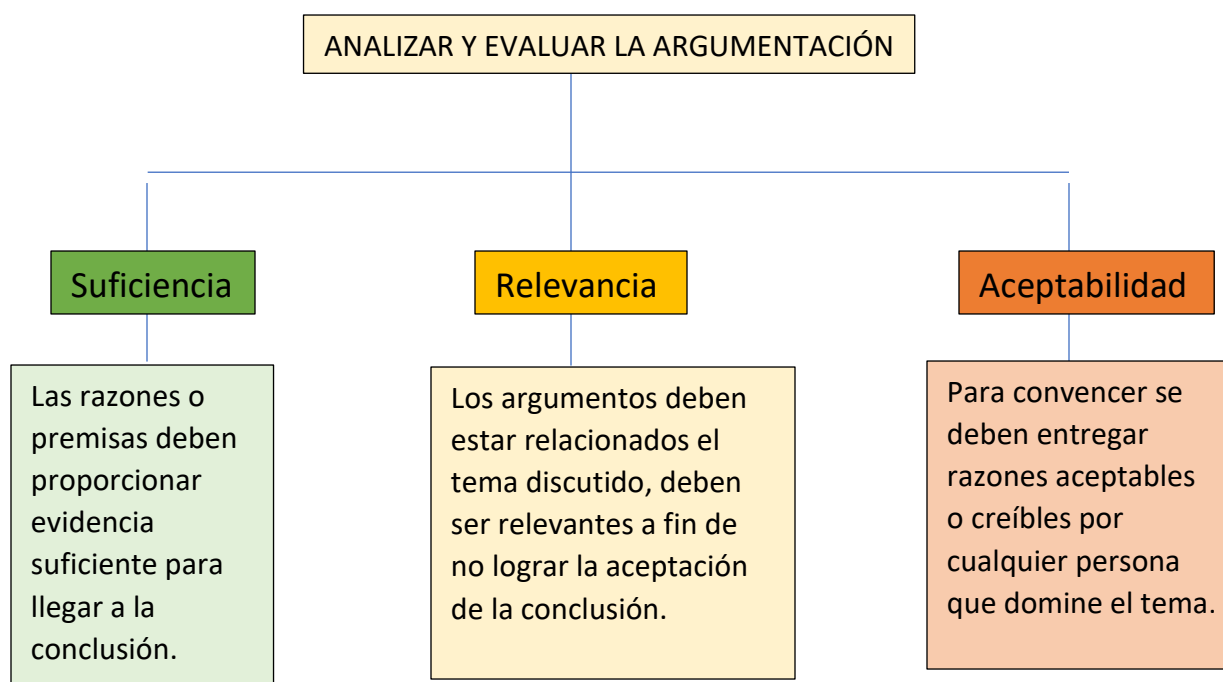 ANALIZAR Y EVALUAR LA ARGUMENTACIÓN
Suficiencia
Las razones o
premisas deben
proporcionar
evidencia
suficiente para
llegar a la
conclusión.
Relevancia
Los argumentos deben
estar relacionados el
tema discutido, deben
ser relevantes a fin de
no lograr la aceptación
de la conclusión.
Aceptabilidad
Para convencer se
deben entregar
razones aceptables
o creíbles por
cualquier persona
que domine el tema.